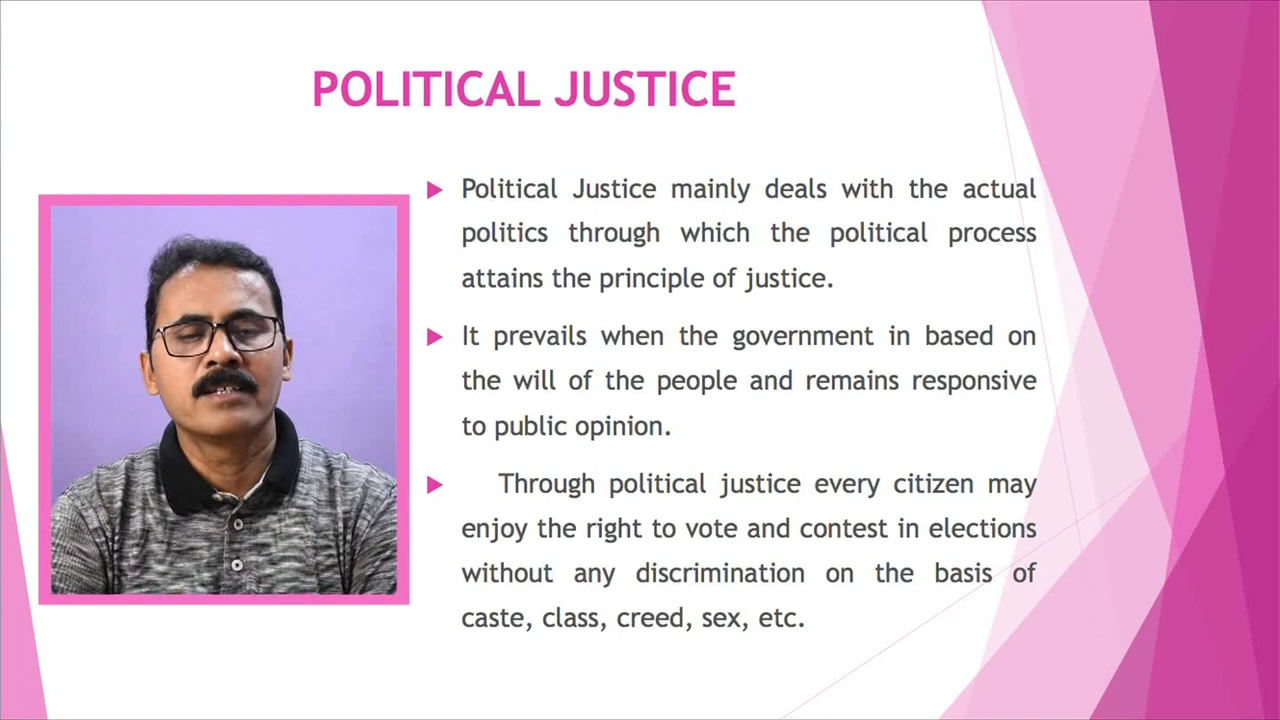 POLITICAL JUSTICE
Political Justice mainly deals with the actual
politics through which the political process
attains the principle of justice.
It prevails when the government in based on
the will of the people and remains responsive
to public opinion.
Through political justice every citizen may
enjoy the right to vote and contest in elections
without any discrimination on the basis of
caste, class, creed, sex, etc.